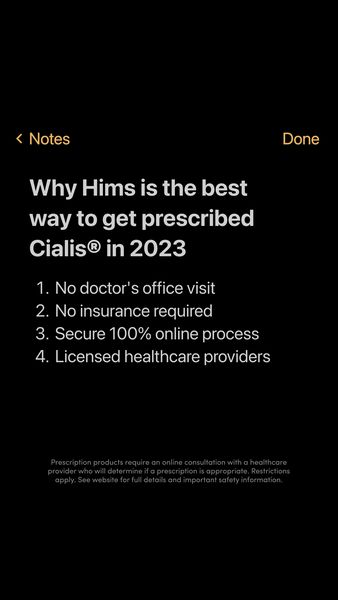 < Notes
Done
Why Hims is the best
way to get prescribed
Cialis® in 2023
1. No doctor's office visit
2. No insurance required
3. Secure 100% online process
4. Licensed healthcare providers
Prescription products require an online consultation with a healthcare
provider who will determine if a prescription is appropriate. Restrictions
apply. See website for full details and important safety information.